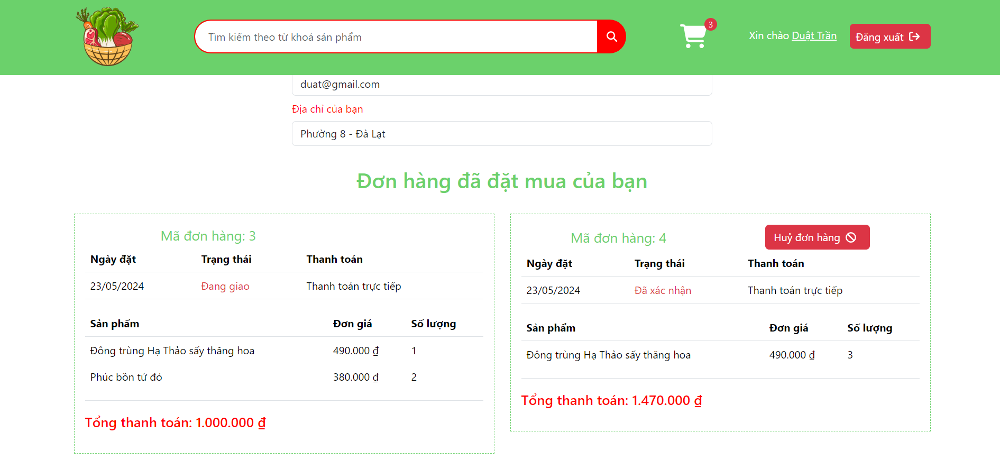 Tìm kiếm theo từ khoá sản phẩm
3
Xin chào Duật Trần
Đăng xuất
duat@gmail.com
Địa chỉ của bạn
Phường 8 - Đà Lạt
Đơn hàng đã đặt mua của bạn
Mã đơn hàng: 3
Ngày đặt Trạng thái Thanh toán
23/05/2024 Đang giao Thanh toán trực tiếp
Sản phẩm Đơn giá Số lượng
Đông trùng Hạ Thảo sấy thăng hoa 490.000 ₫ 1
Phúc bồn tử đỏ 380.000 ₫ 2
Tổng thanh toán: 1.000.000 ₫
Mã đơn hàng: 4
Huỷ đơn hàng
Ngày đặt Trạng thái Thanh toán
23/05/2024 Đã xác nhận Thanh toán trực tiếp
Sản phẩm Đơn giá Số lượng
Đông trùng Hạ Thảo sấy thăng hoa 490.000 ₫ 3
Tổng thanh toán: 1.470.000 ₫